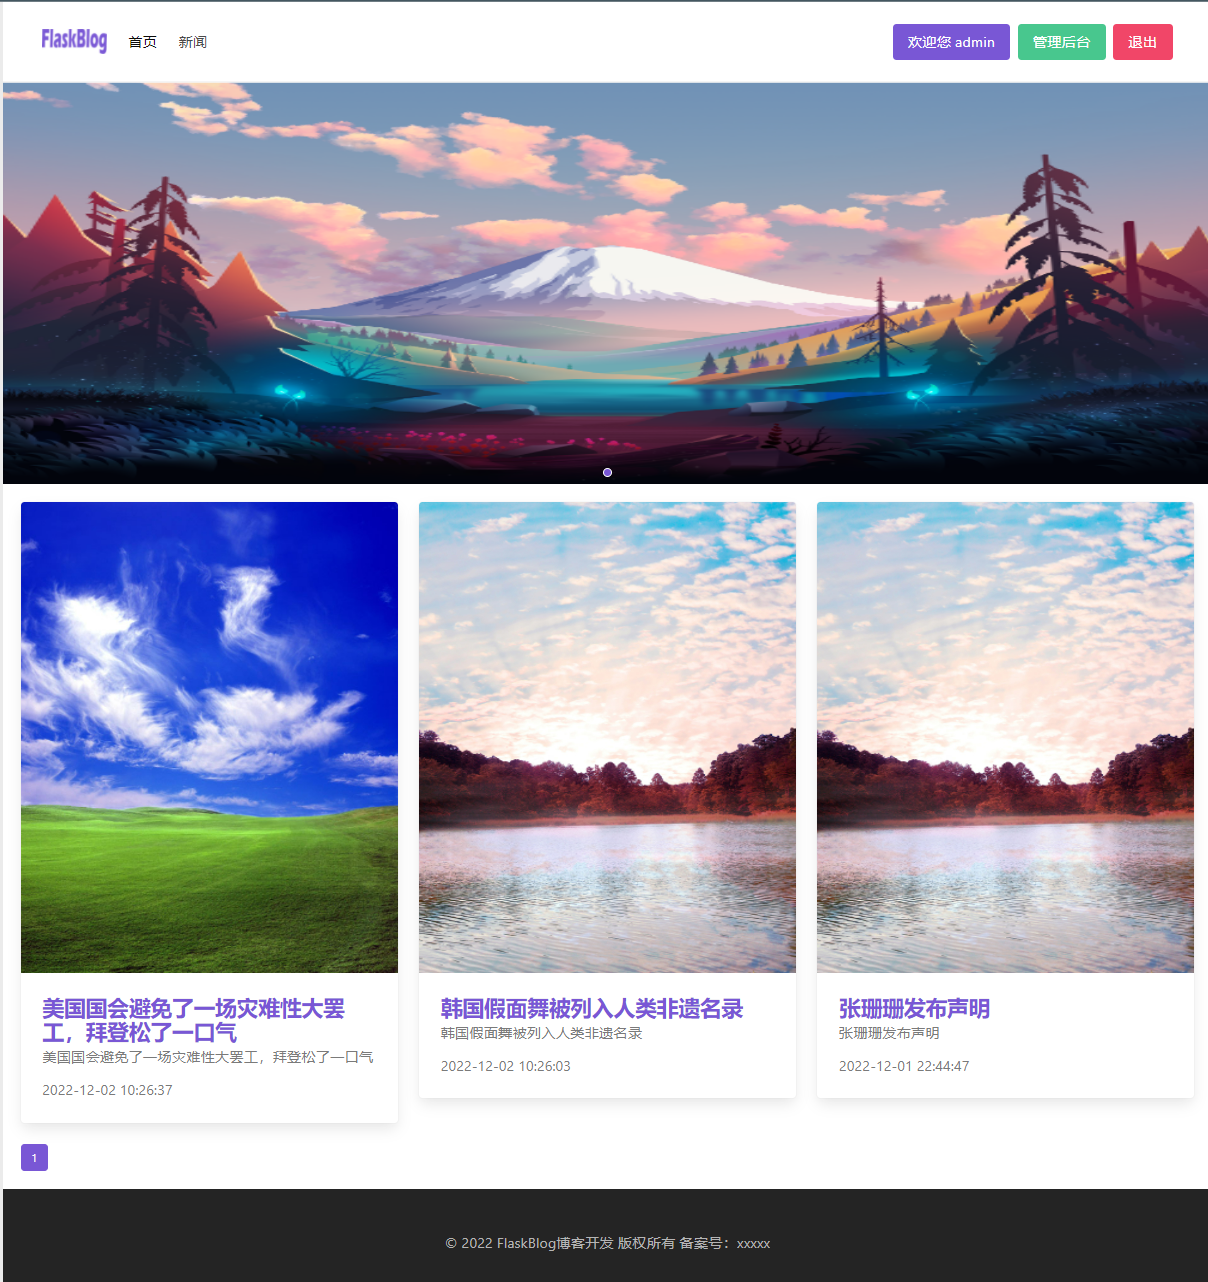 FlaskBlog 首页 新闻 欢迎您 admin 管理后台 退出
美国国会避免了一场灾难性大罢
工，拜登松了一口气
美国国会避免了一场灾难性大罢工，拜登松了一口气
2022-12-02 10:26:37
韩国假面舞被列入人类非遗名录
韩国假面舞被列入人类非遗名录
2022-12-02 10:26:03
张珊珊发布声明
张珊珊发布声明
2022-12-01 22:44:47
1
© 2022 FlaskBlog博客开发 版权所有 备案号：xxxxx